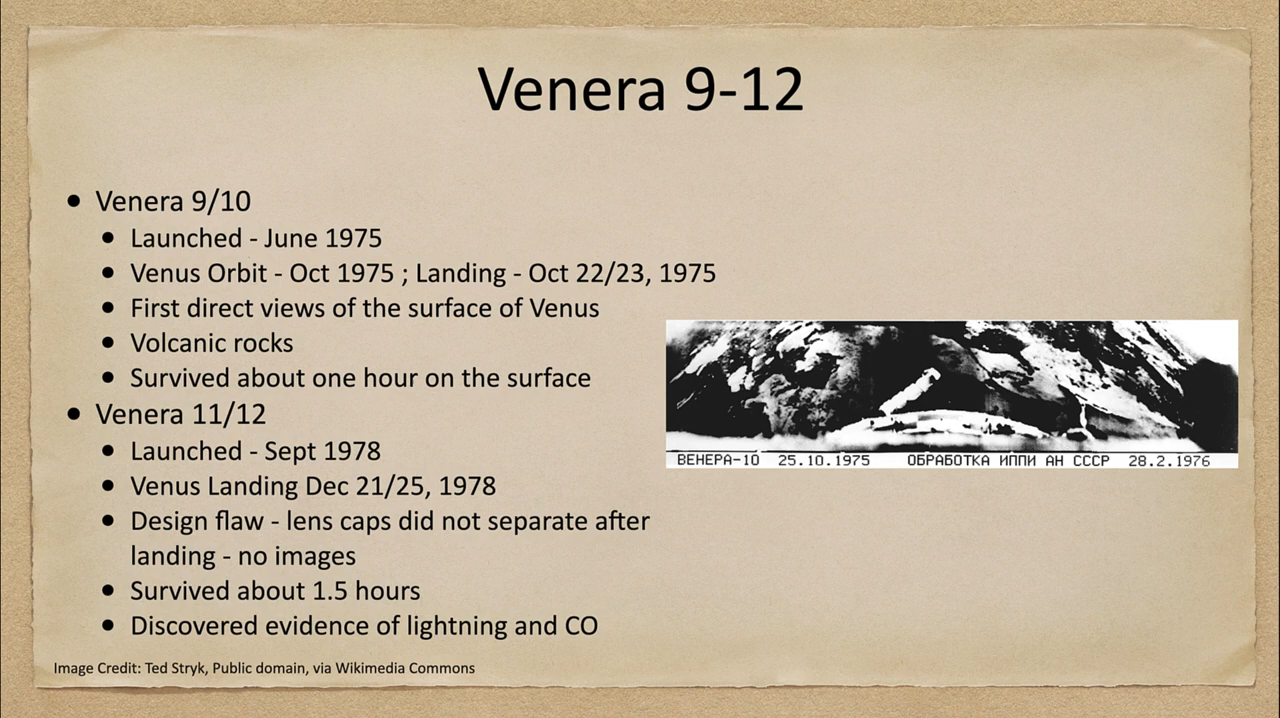 Venera 9-12
• Venera 9/10
• Launched - June 1975
• Venus Orbit - Oct 1975 ; Landing - Oct 22/23, 1975
• First direct views of the surface of Venus
• Volcanic rocks
• Survived about one hour on the surface
• Venera 11/12
• Launched - Sept 1978
• Venus Landing Dec 21/25, 1978
• Design flaw - lens caps did not separate after
landing - no images
• Survived about 1.5 hours
• Discovered evidence of lightning and CO
ВЕНЕРА-10 25.10.1975 ОБРАБОТКА ИППИ АН СССР 28.2.1976
Image Credit: Ted Stryk, Public domain, via Wikimedia Commons